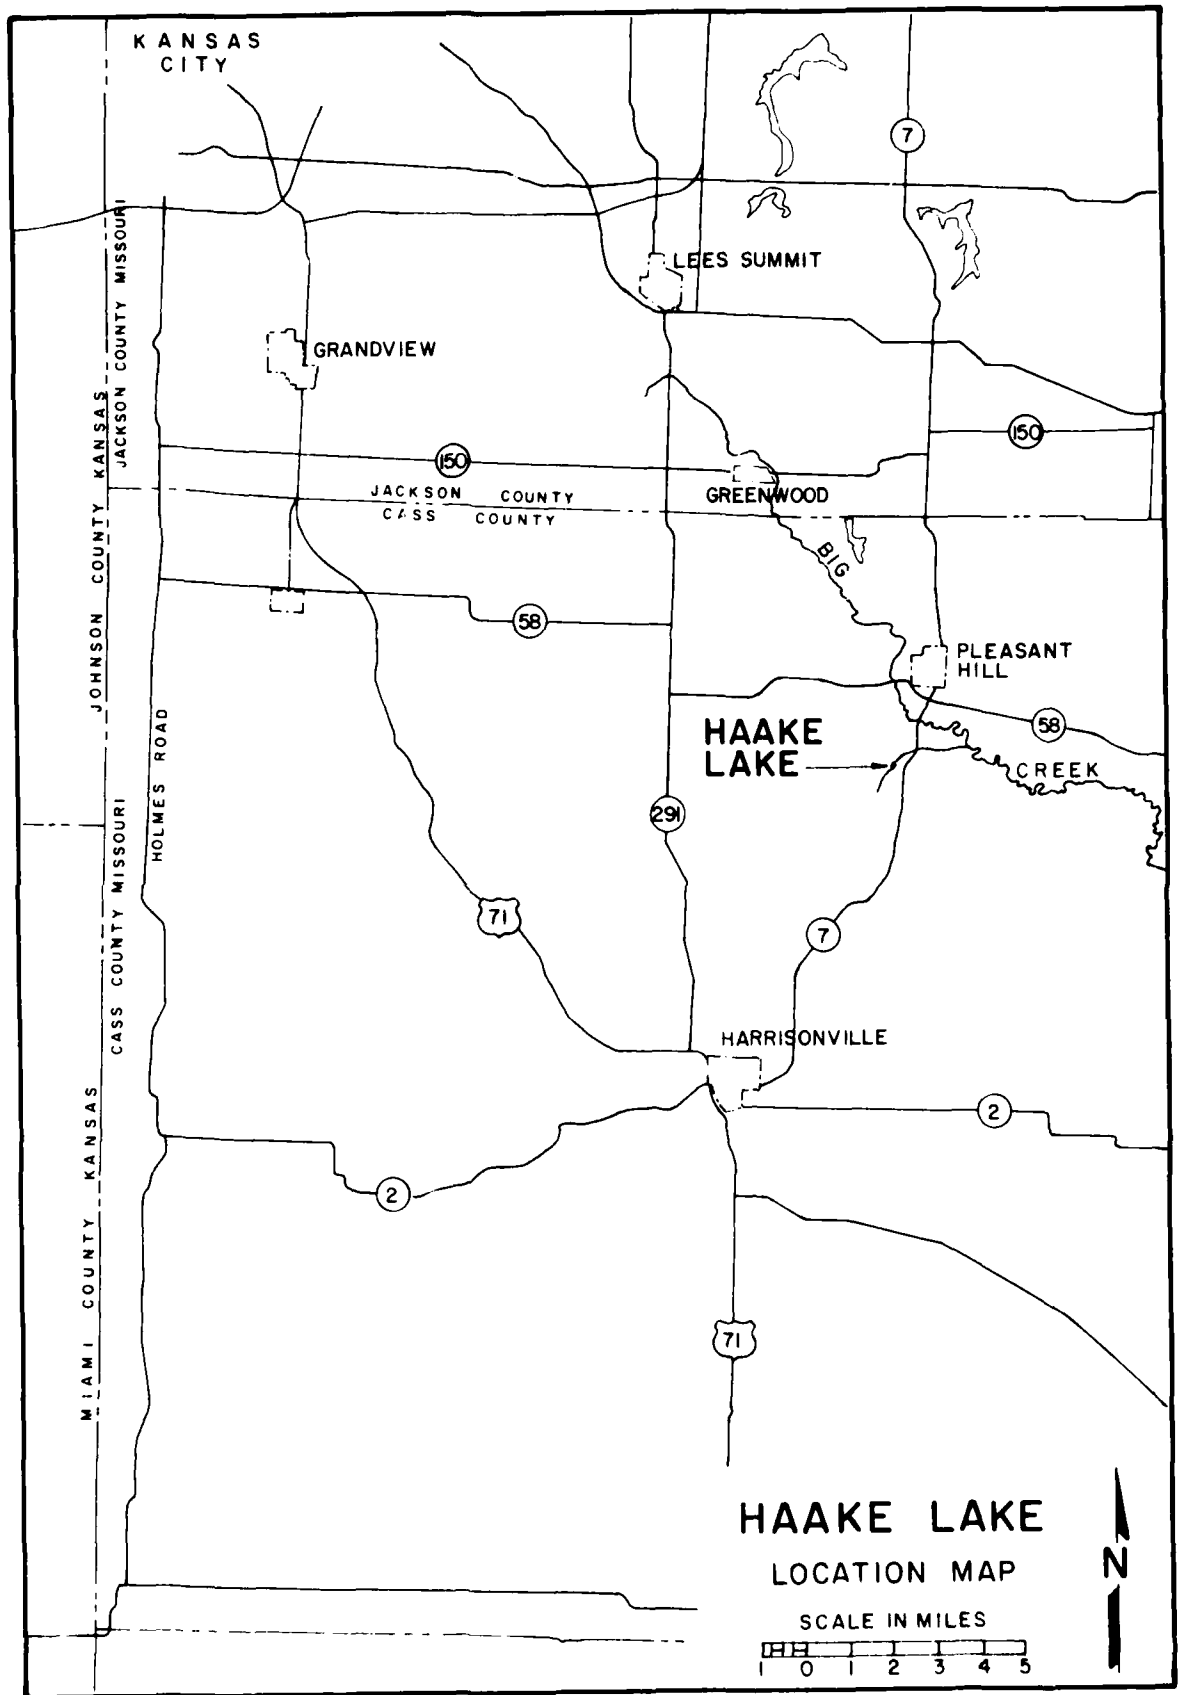 KANSAS
CITY
7
LEES SUMMIT
GRANDVIEW
JACKSON COUNTY MISSOURI
JOHNSON COUNTY KANSAS
150
150
JACKSON COUNTY
CASS COUNTY
GREENWOOD
BIG
58
PLEASANT
HILL
58
HAAKE
LAKE
CREEK
HOLMES ROAD
291
CASS COUNTY MISSOURI
71
7
HARRISONVILLE
2
2
MIAMI COUNTY KANSAS
71
HAAKE LAKE
LOCATION MAP
N
SCALE IN MILES
1 0 1 2 3 4 5